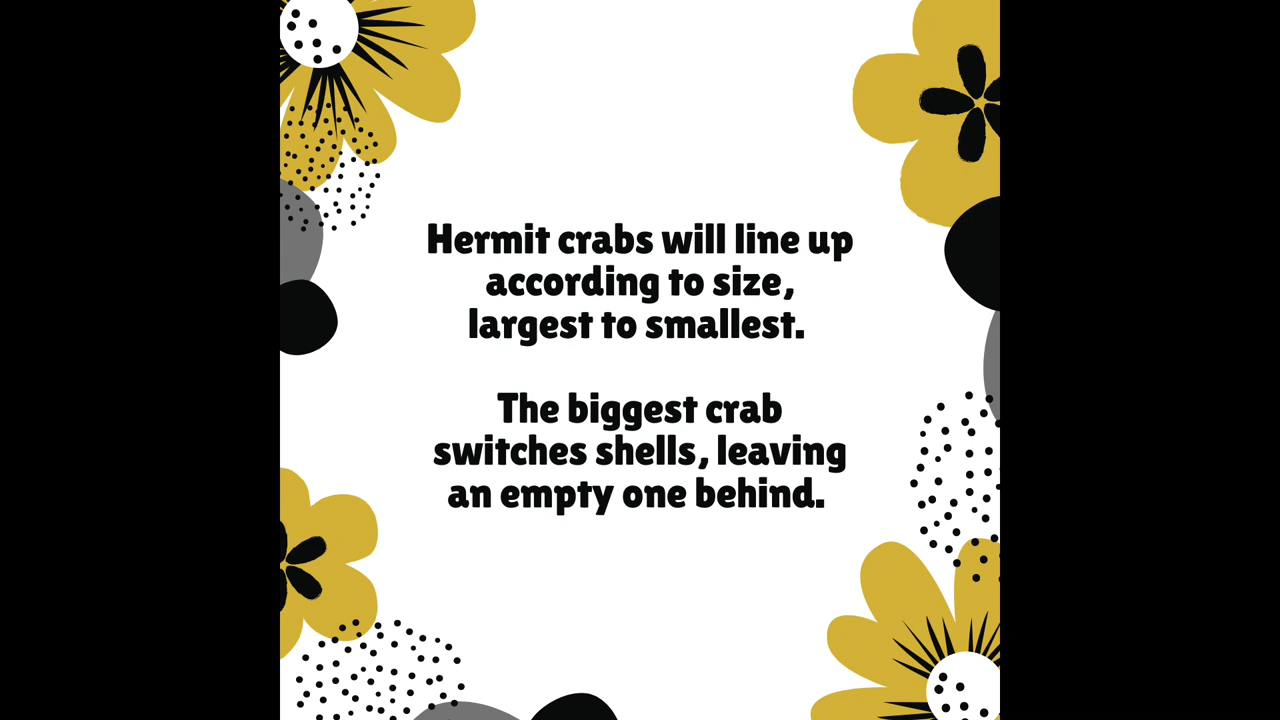 Hermit crabs will line up
according to size,
largest to smallest.
The biggest crab
switches shells, leaving
an empty one behind.